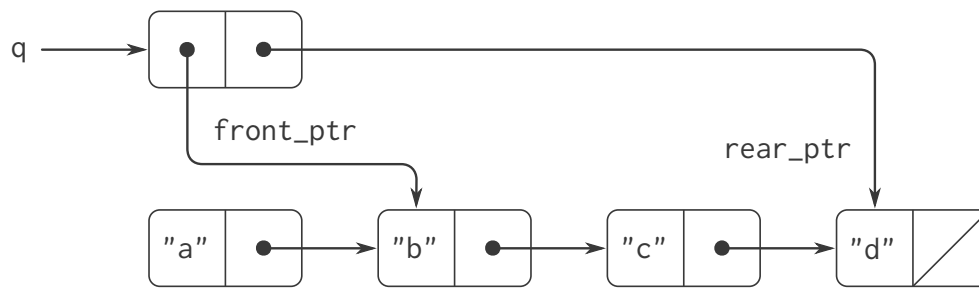 q
front_ptr
rear_ptr
"a"
"b"
"c"
"d"